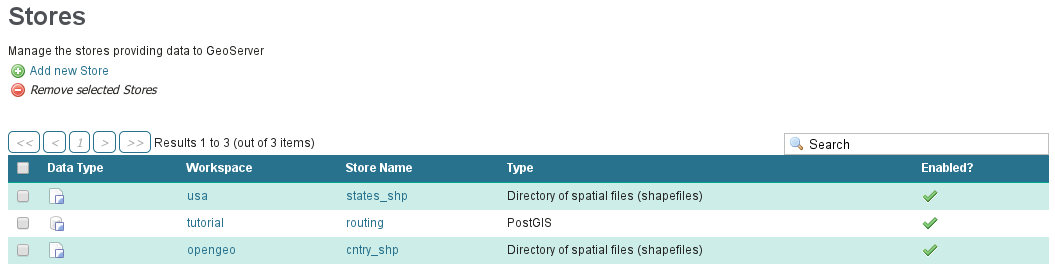 Stores
Manage the stores providing data to GeoServer
Add new Store
Remove selected Stores
<< < 1 > >> Results 1 to 3 (out of 3 items) Search
Data Type Workspace Store Name Type Enabled?
usa states_shp Directory of spatial files (shapefiles)
tutorial routing PostGIS
opengeo cntry_shp Directory of spatial files (shapefiles)